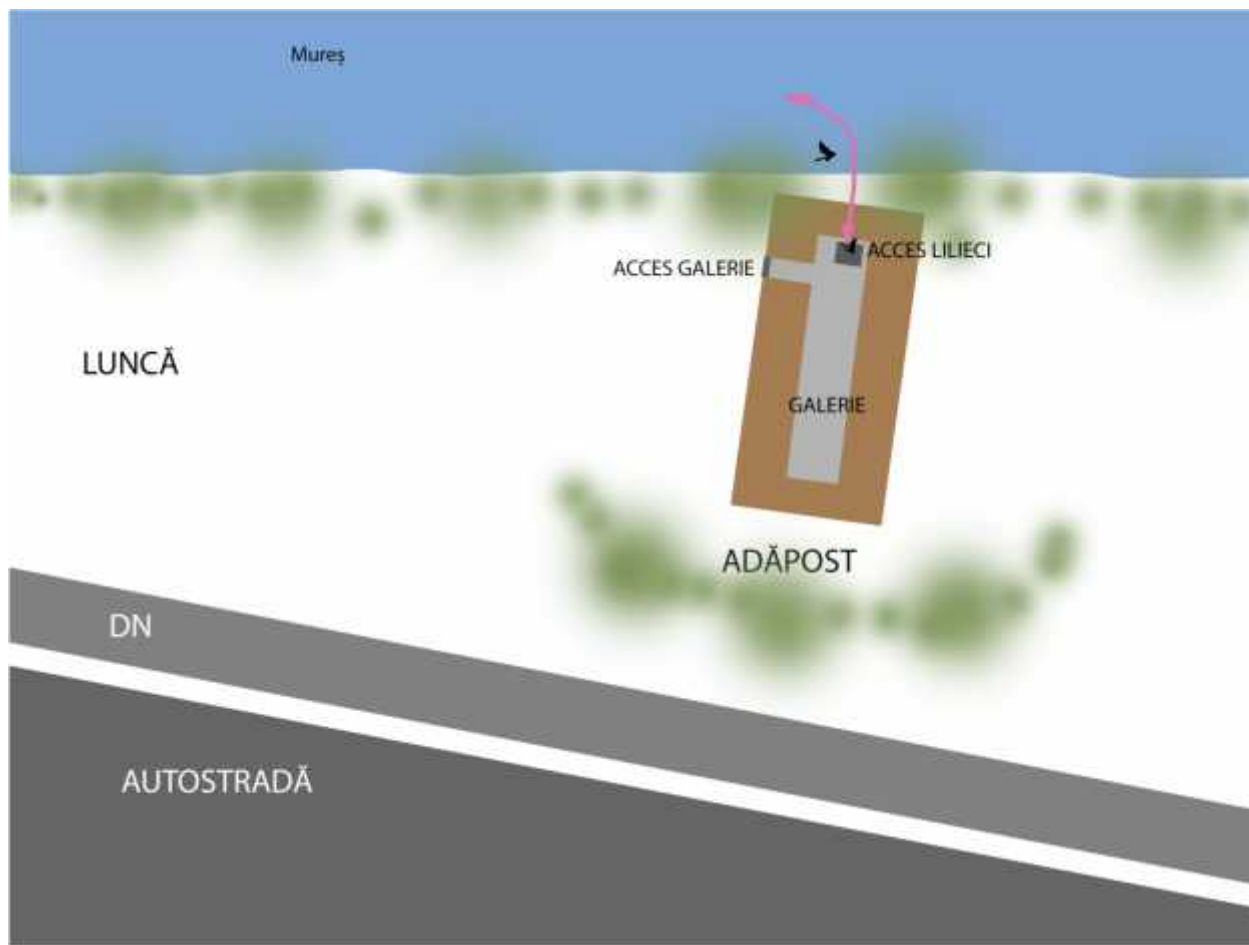 Mureș
ACCES LILIECI
ACCES GALERIE
LUNCĂ
GALERIE
ADĂPOST
DN
AUTOSTRADĂ